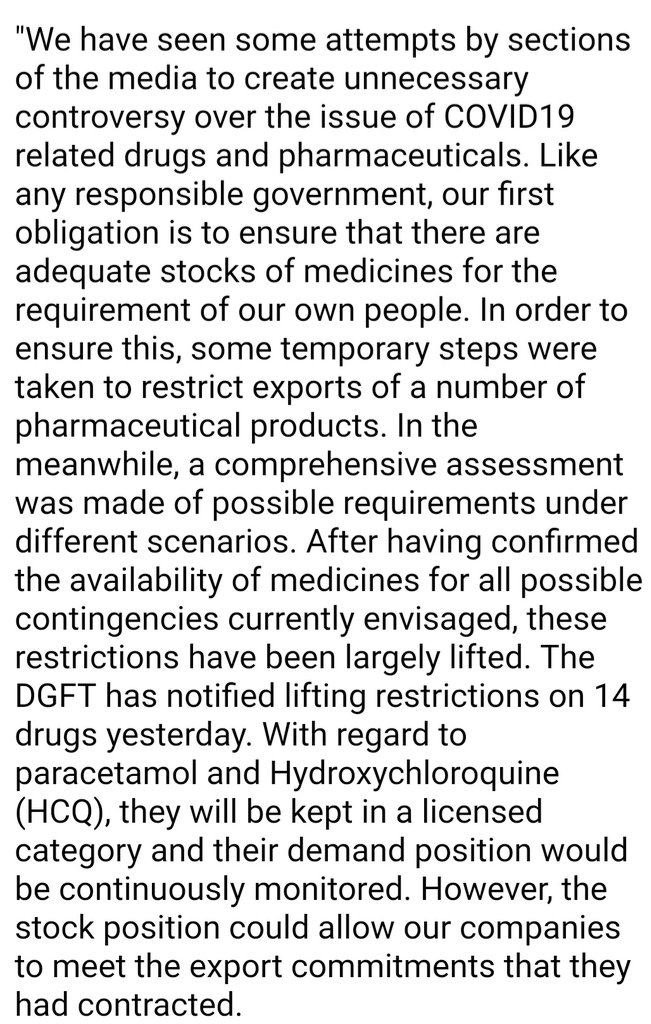 "We have seen some attempts by sections
of the media to create unnecessary
controversy over the issue of COVID19
related drugs and pharmaceuticals. Like
any responsible government, our first
obligation is to ensure that there are
adequate stocks of medicines for the
requirement of our own people. In order to
ensure this, some temporary steps were
taken to restrict exports of a number of
pharmaceutical products. In the
meanwhile, a comprehensive assessment
was made of possible requirements under
different scenarios. After having confirmed
the availability of medicines for all possible
contingencies currently envisaged, these
restrictions have been largely lifted. The
DGFT has notified lifting restrictions on 14
drugs yesterday. With regard to
paracetamol and Hydroxychloroquine
(HCQ), they will be kept in a licensed
category and their demand position would
be continuously monitored. However, the
stock position could allow our companies
to meet the export commitments that they
had contracted.